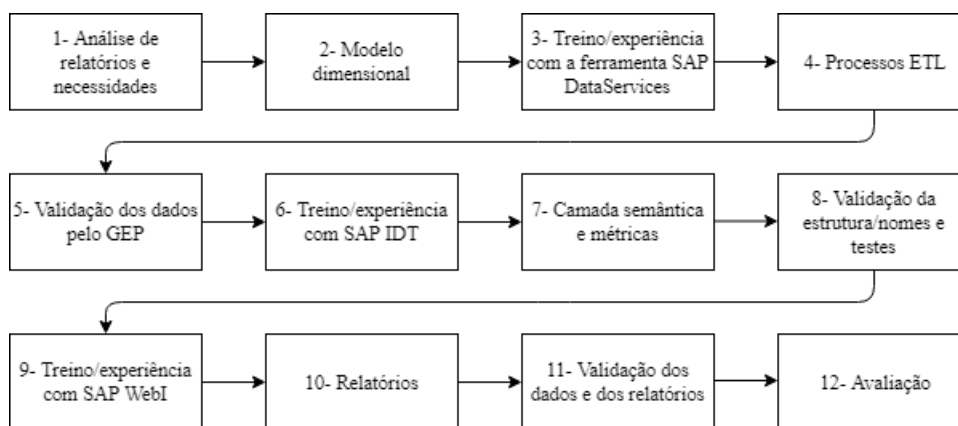 1- Análise de
relatórios e
necessidades
2- Modelo
dimensional
3- Treino/experiência
com a ferramenta SAP
DataServices
4- Processos ETL
5- Validação dos dados
pelo GEP
6- Treino/experiência
com SAP IDT
7- Camada semântica
e métricas
8- Validação da
estrutura/nomes e
testes
9- Treino/experiência
com SAP WebI
10- Relatórios
11- Validação dos
dados e dos relatórios
12- Avaliação